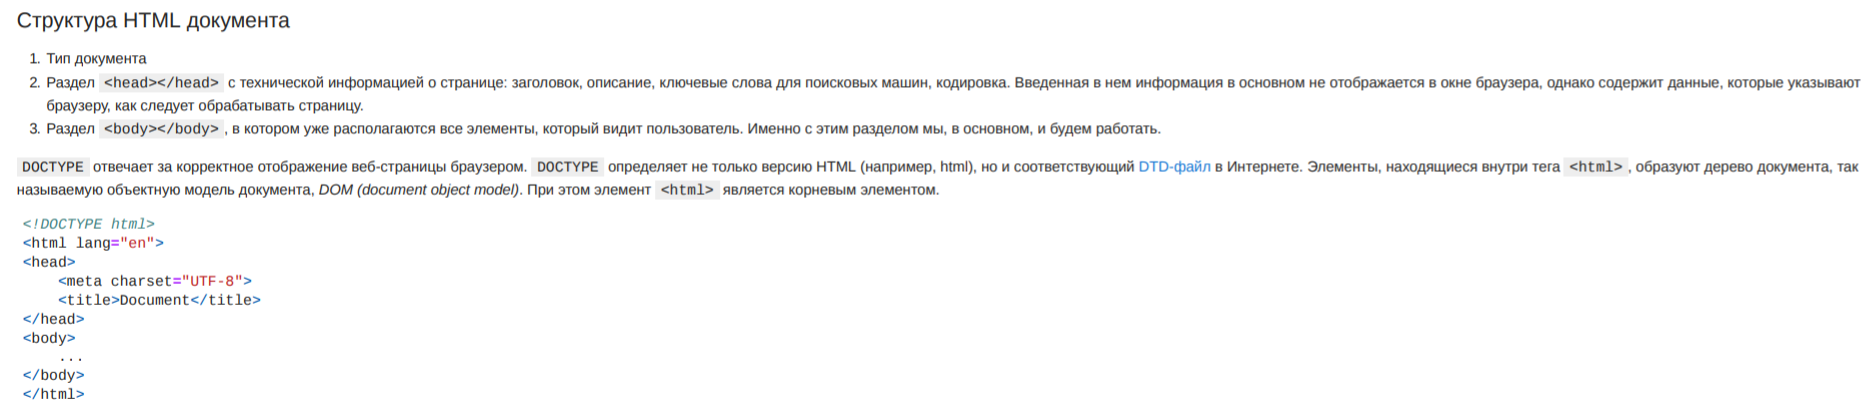 Структура HTML документа
1. Тип документа
2. Раздел <head></head> с технической информацией о странице: заголовок, описание, ключевые слова для поисковых машин, кодировка. Введенная в нем информация в основном не отображается в окне браузера, однако содержит данные, которые указывают
браузеру, как следует обрабатывать страницу.
3. Раздел <body></body> , в котором уже располагаются все элементы, который видит пользователь. Именно с этим разделом мы, в основном, и будем работать.
DOCTYPE отвечает за корректное отображение веб-страницы браузером. DOCTYPE определяет не только версию HTML (например, html), но и соответствующий DTD-файл в Интернете. Элементы, находящиеся внутри тега <html> , образуют дерево документа, так
называемую объектную модель документа, DOM (document object model). При этом элемент <html> является корневым элементом.
<!DOCTYPE html>
<html lang="en">
<head>
    <meta charset="UTF-8">
    <title>Document</title>
</head>
<body>
    ...
</body>
</html>